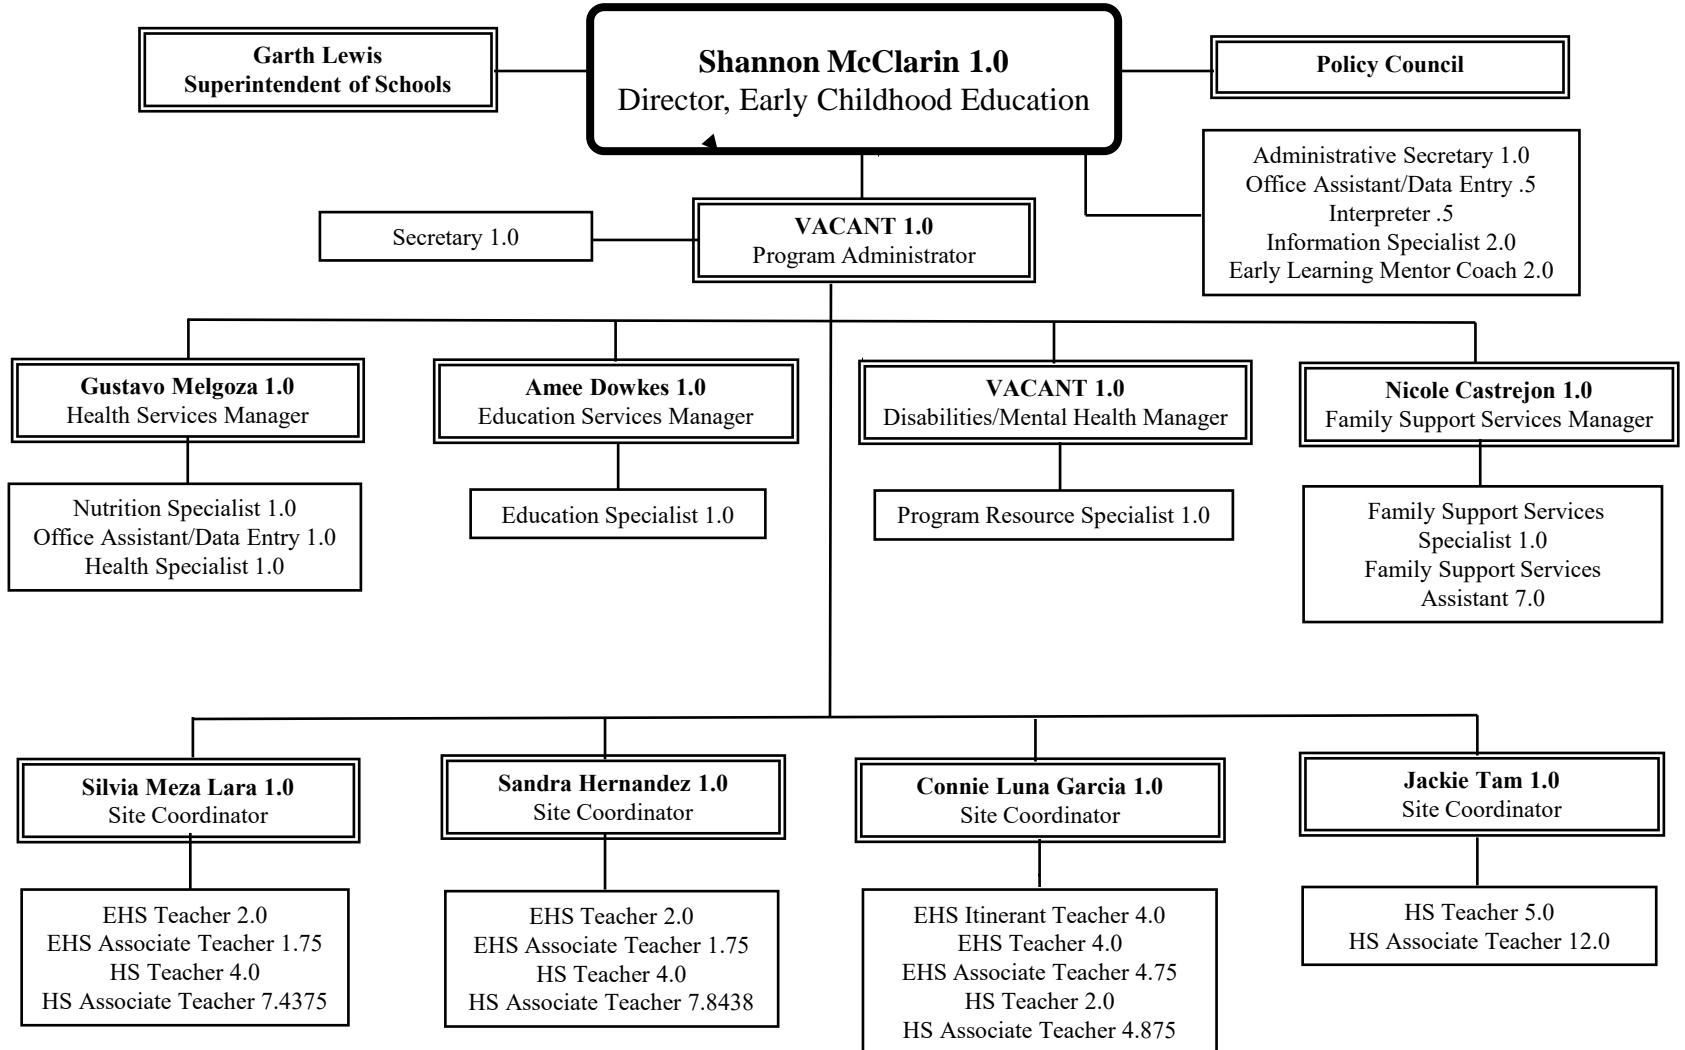 Garth Lewis
Superintendent of Schools
Shannon McClarin 1.0
Director, Early Childhood Education
Policy Council
Administrative Secretary 1.0
Office Assistant/Data Entry .5
Interpreter .5
Information Specialist 2.0
Early Learning Mentor Coach 2.0
Secretary 1.0
VACANT 1.0
Program Administrator
Gustavo Melgoza 1.0
Health Services Manager
Amee Dowkes 1.0
Education Services Manager
VACANT 1.0
Disabilities/Mental Health Manager
Nicole Castrejon 1.0
Family Support Services Manager
Nutrition Specialist 1.0
Office Assistant/Data Entry 1.0
Health Specialist 1.0
Education Specialist 1.0
Program Resource Specialist 1.0
Family Support Services
Specialist 1.0
Family Support Services
Assistant 7.0
Silvia Meza Lara 1.0
Site Coordinator
Sandra Hernandez 1.0
Site Coordinator
Connie Luna Garcia 1.0
Site Coordinator
Jackie Tam 1.0
Site Coordinator
EHS Teacher 2.0
EHS Associate Teacher 1.75
HS Teacher 4.0
HS Associate Teacher 7.4375
EHS Teacher 2.0
EHS Associate Teacher 1.75
HS Teacher 4.0
HS Associate Teacher 7.8438
EHS Itinerant Teacher 4.0
EHS Teacher 4.0
EHS Associate Teacher 4.75
HS Teacher 2.0
HS Associate Teacher 4.875
HS Teacher 5.0
HS Associate Teacher 12.0